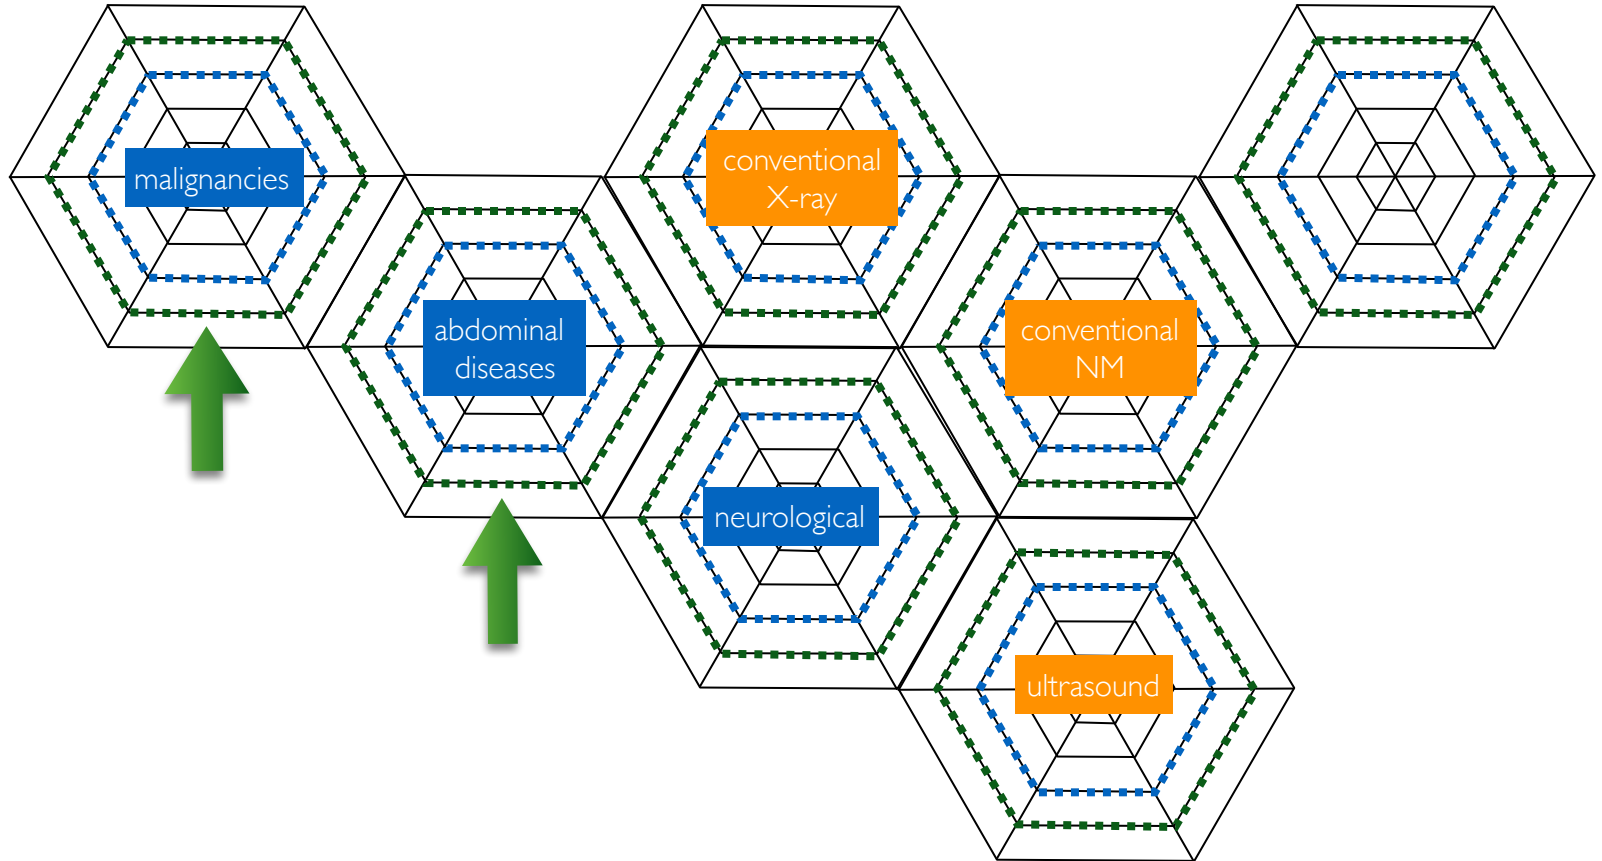 malignancies
conventional
X-ray
abdominal
diseases
conventional
NM
neurological
ultrasound